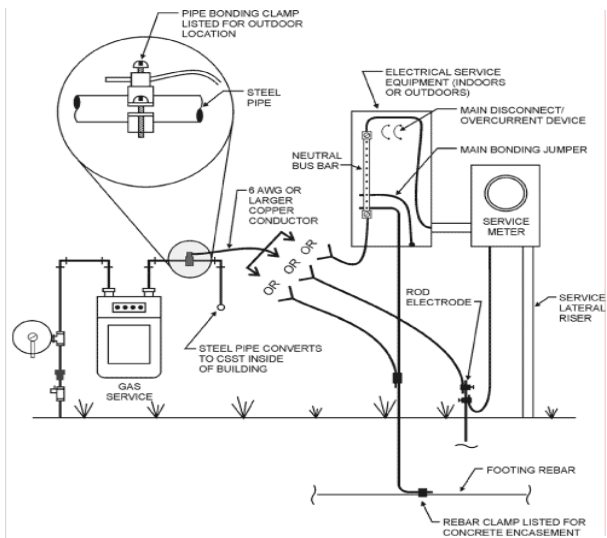 PIPE BONDING CLAMP
LISTED FOR OUTDOOR
LOCATION
STEEL
PIPE
ELECTRICAL SERVICE
EQUIPMENT (INDOORS
OR OUTDOORS)
MAIN DISCONNECT/
OVERCURRENT DEVICE
NEUTRAL
BUS BAR
MAIN BONDING JUMPER
6 AWG OR
LARGER
COPPER
CONDUCTOR
SERVICE
METER
OR
OR
OR
ROD
ELECTRODE
SERVICE
LATERAL
RISER
STEEL PIPE CONVERTS
TO CSST INSIDE
OF BUILDING
GAS
SERVICE
FOOTING REBAR
REBAR CLAMP LISTED FOR
CONCRETE ENCASEMENT